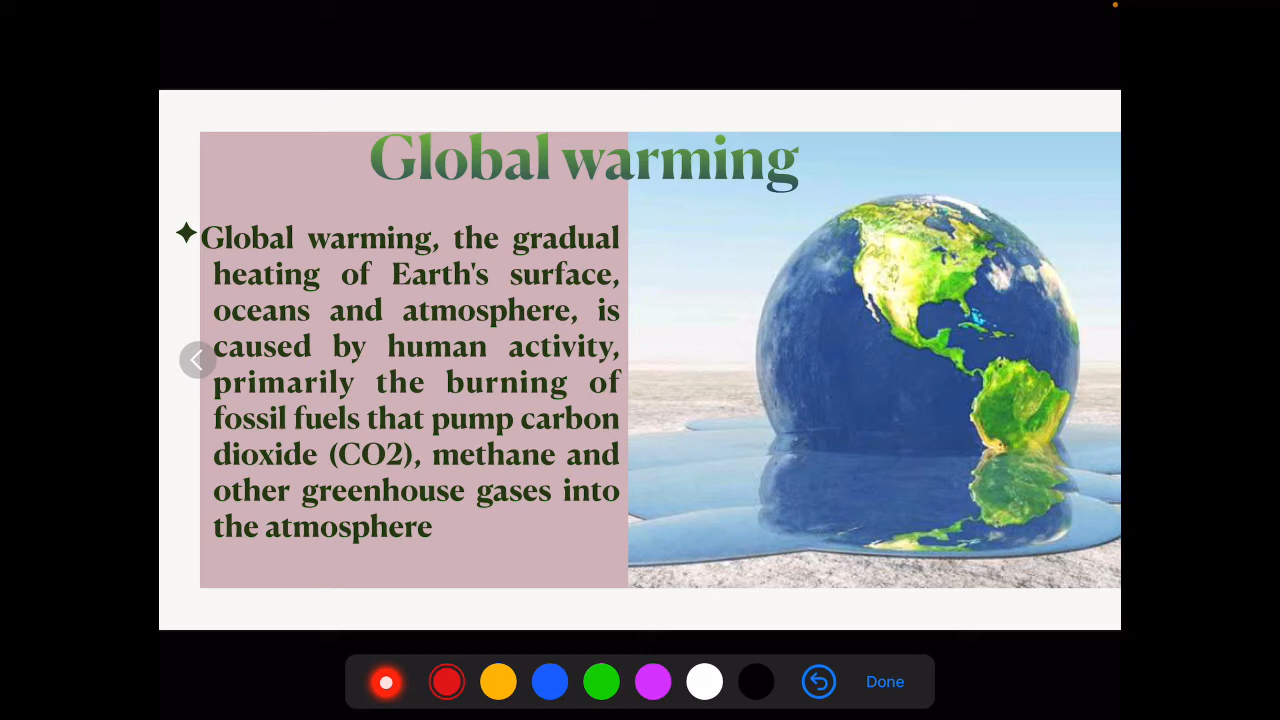 Global warming
Global warming, the gradual
heating of Earth's surface,
oceans and atmosphere, is
caused by human activity,
primarily the burning of
fossil fuels that pump carbon
dioxide (CO2), methane and
other greenhouse gases into
the atmosphere
Done